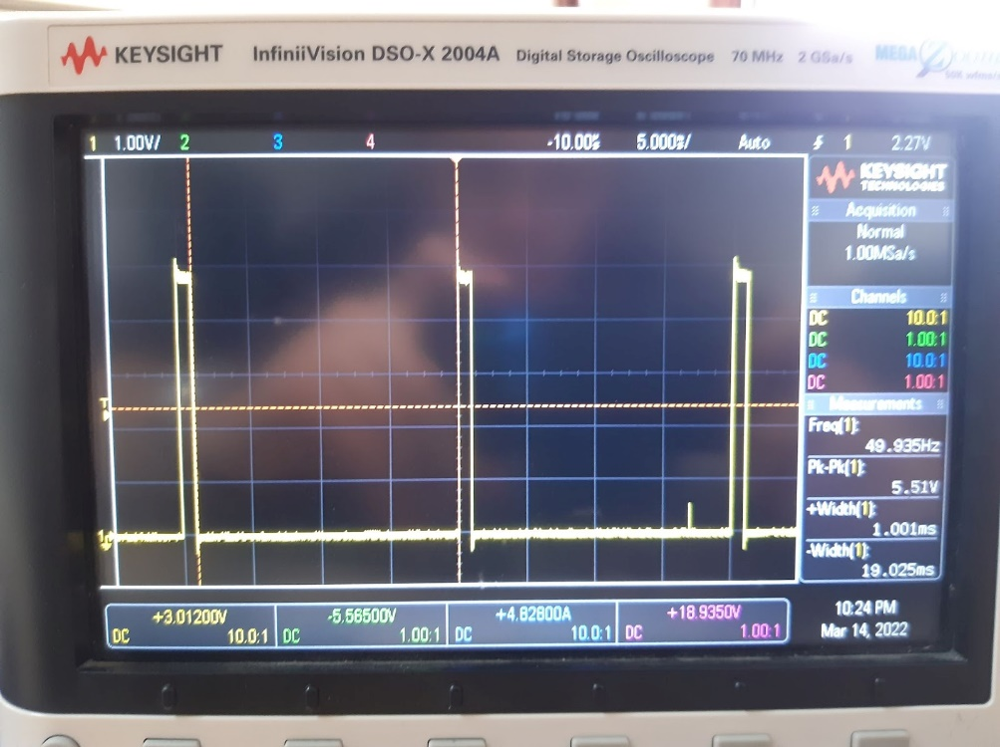 KEYSIGHT InfiniiVision DSO-X 2004A Digital Storage Oscilloscope 70 MHz 2 GSa/s MEGA Zoom
1 1.00V/ 2 3 4 -10.00s 5.000s/ Auto 1 2.27V
KEYSIGHT
TECHNOLOGIES
Acquisition
Normal
1.00MSa/s
Channels
DC 10.0:1
DC 1.00:1
DC 10.0:1
DC 1.00:1
Measurements
Freq(1):
49.935Hz
Pk-Pk(1):
5.51V
+Width(1):
1.001ms
-Width(1):
19.025ms
T
1
+3.01200V -5.56500V +4.82800A +18.9350V
DC 10.0:1 DC 1.00:1 DC 10.0:1 DC 1.00:1
10:24 PM
Mar 14, 2022